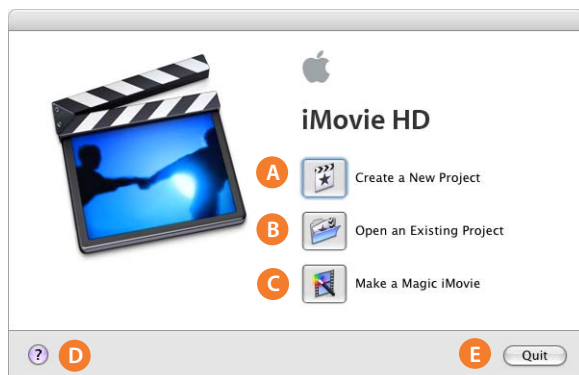 iMovie HD
A Create a New Project
B Open an Existing Project
C Make a Magic iMovie
? D E Quit